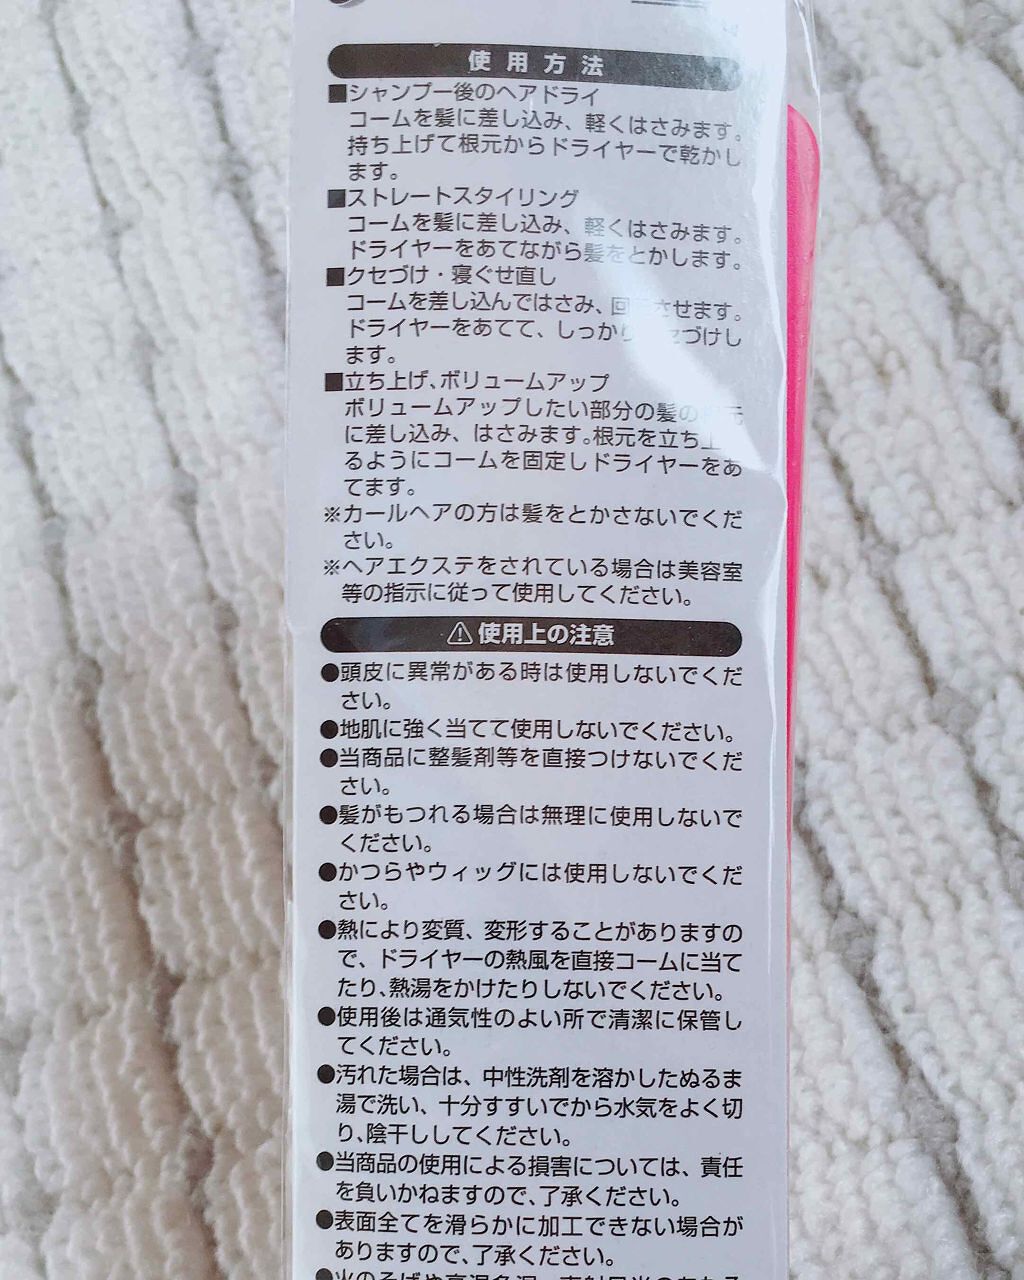 使用方法
■シャンプー後のヘアドライ
コームを髪に差し込み、軽くはさみます。
持ち上げて根元からドライヤーで乾かし
ます。
■ストレートスタイリング
コームを髪に差し込み、軽くはさみます。
ドライヤーをあてながら髪をとかします。
■クセづけ・寝ぐせ直し
コームを差し込んではさみ、回 させます。
ドライヤーをあてて、しっかり セづけし
ます。
■立ち上げ、ボリュームアップ
ボリュームアップしたい部分の髪の 元
に差し込み、はさみます。根元を立ち上
るようにコームを固定しドライヤーをあ
てます。
※カールヘアの方は髪をとかさないでくだ
さい。
※ヘアエクステをされている場合は美容室
等の指示に従って使用してください。
⚠使用上の注意
●頭皮に異常がある時は使用しないでくだ
さい。
●地肌に強く当てて使用しないでください。
●当商品に整髪剤等を直接つけないでくだ
さい。
●髪がもつれる場合は無理に使用しないで
ください。
●かつらやウィッグには使用しないでくだ
さい。
●熱により変質、変形することがありますの
で、ドライヤーの熱風を直接コームに当て
たり、熱湯をかけたりしないでください。
●使用後は通気性のよい所で清潔に保管し
てください。
●汚れた場合は、中性洗剤を溶かしたぬるま
湯で洗い、十分すすいでから水気をよく切
り、陰干ししてください。
●当商品の使用による損害については、責任
を負いかねますので、了承ください。
●表面全てを滑らかに加工できない場合が
ありますので、了承ください。